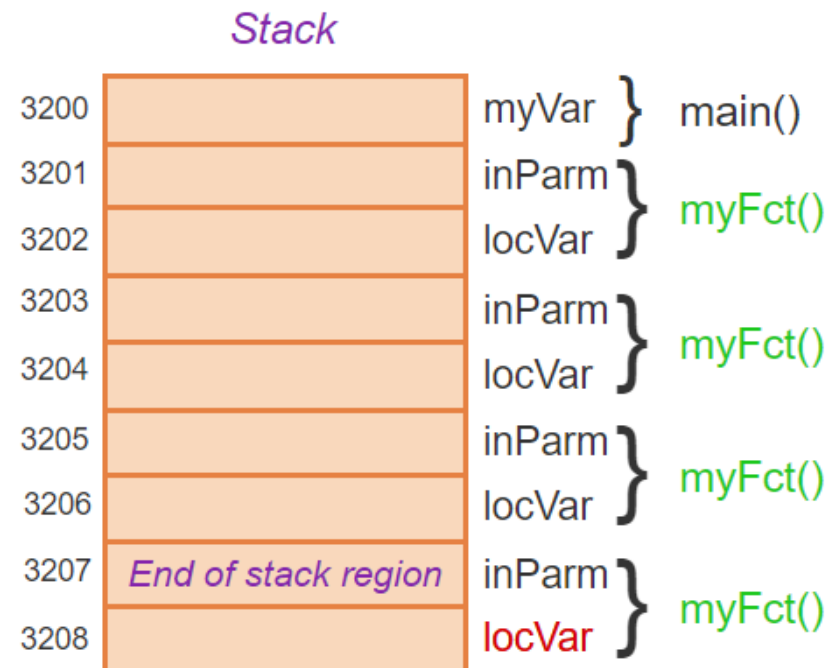 Stack
3200 myVar } main()
3201 inParm
3202 locVar } myFct()
3203 inParm
3204 locVar } myFct()
3205 inParm
3206 locVar } myFct()
3207 End of stack region inParm
3208 locVar } myFct()